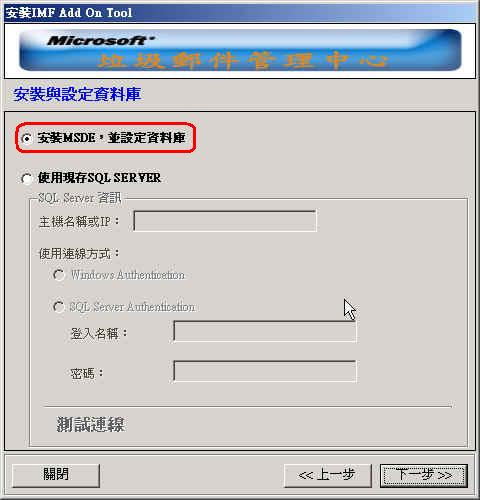 安裝IMF Add On Tool
Microsoft®
垃圾郵件管理中心
安裝與設定資料庫
安裝MSDE，並設定資料庫
使用現存SQL SERVER
SQL Server 資訊
主機名稱或IP：
使用連線方式：
Windows Authentication
SQL Server Authentication
登入名稱：
密碼：
測試連線
關閉
<< 上一步
下一步 >>